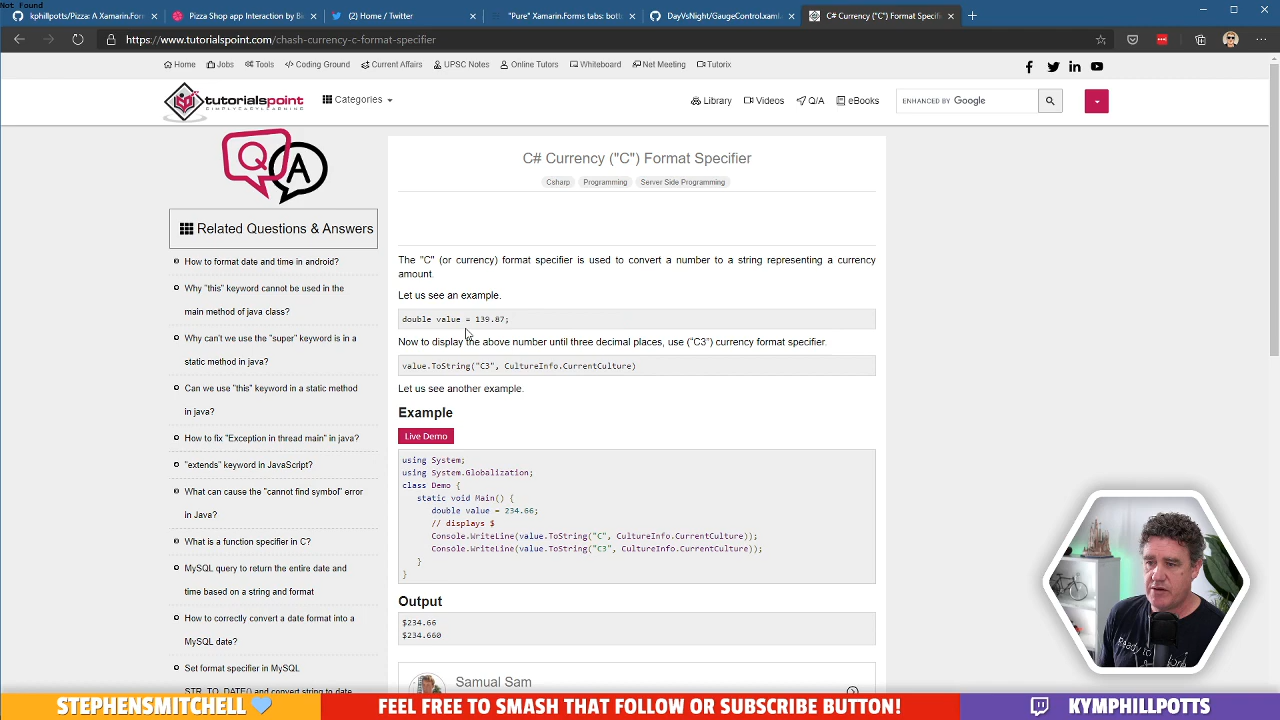 Not Found
kphillpotts/Pizza: A Xamarin.Form
Pizza Shop app Interaction by Be
(2) Home / Twitter
"Pure" Xamarin.Forms tabs: bott
DayVsNight/GaugeControl.xaml
C# Currency ("C") Format Specifi
https://www.tutorialspoint.com/chash-currency-c-format-specifier
Home Jobs Tools Coding Ground Current Affairs UPSC Notes Online Tutors Whiteboard Net Meeting Tutorix
tutorialspoint
SIMPLYEASYLEARNING
Categories
Library Videos Q/A eBooks
ENHANCED BY Google
Q A
Related Questions & Answers
How to format date and time in android?
Why "this" keyword cannot be used in the
main method of java class?
Why can't we use the "super" keyword is in a
static method in java?
Can we use "this" keyword in a static method
in java?
How to fix "Exception in thread main" in java?
"extends" keyword in JavaScript?
What can cause the "cannot find symbol" error
in Java?
What is a function specifier in C?
MySQL query to return the entire date and
time based on a string and format
How to correctly convert a date format into a
MySQL date?
Set format specifier in MySQL
STR_TO_DATE() and convert string to date
C# Currency ("C") Format Specifier
Csharp Programming Server Side Programming
The "C" (or currency) format specifier is used to convert a number to a string representing a currency
amount.
Let us see an example.
double value = 139.87;
Now to display the above number until three decimal places, use ("C3") currency format specifier.
value.ToString("C3", CultureInfo.CurrentCulture)
Let us see another example.
Example
Live Demo
using System;
using System.Globalization;
class Demo {
static void Main() {
double value = 234.66;
// displays $
Console.WriteLine(value.ToString("C", CultureInfo.CurrentCulture));
Console.WriteLine(value.ToString("C3", CultureInfo.CurrentCulture));
}
}
Output
$234.66
$234.660
Samual Sam
STEPHENSMITCHELL
FEEL FREE TO SMASH THAT FOLLOW OR SUBSCRIBE BUTTON!
KYMPHILLPOTTS